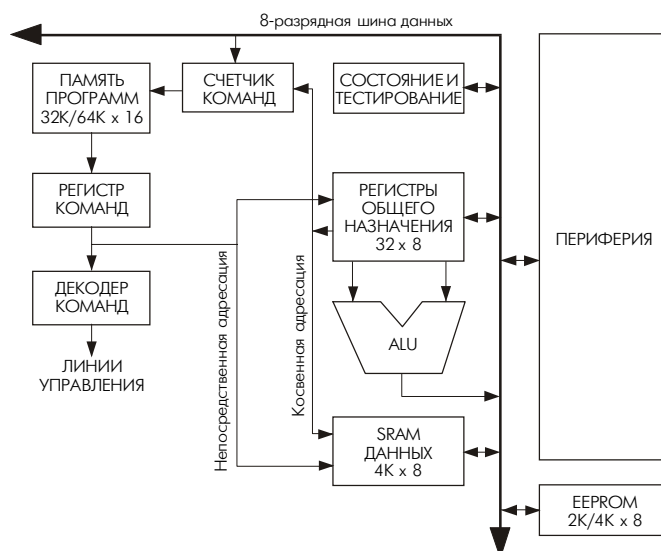 8-разрядная шина данных
ПАМЯТЬ
ПРОГРАММ
32K/64K x 16
СЧЕТЧИК
КОМАНД
СОСТОЯНИЕ И
ТЕСТИРОВАНИЕ
РЕГИСТР
КОМАНД
РЕГИСТРЫ
ОБЩЕГО
НАЗНАЧЕНИЯ
32 x 8
ПЕРИФЕРИЯ
ДЕКОДЕР
КОМАНД
Непосредственная адресация
Косвенная адресация
ALU
ЛИНИИ
УПРАВЛЕНИЯ
SRAM
ДАННЫХ
4K x 8
EEPROM
2K/4K x 8